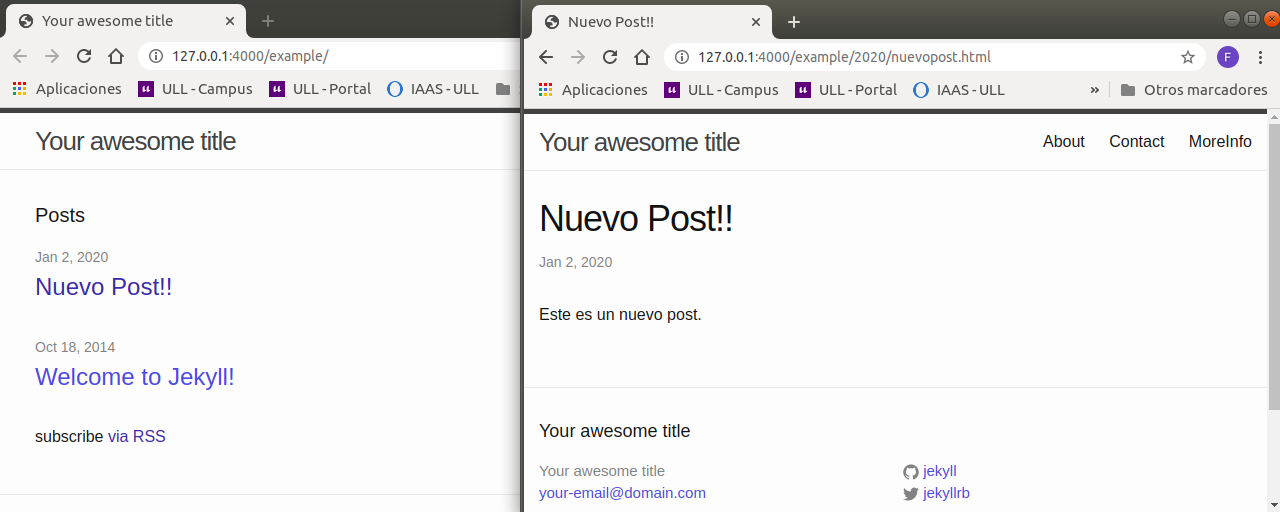 Your awesome title
127.0.0.1:4000/example/
Aplicaciones ULL - Campus ULL - Portal IAAS - ULL
Your awesome title
Posts
Jan 2, 2020
Nuevo Post!!
Oct 18, 2014
Welcome to Jekyll!
subscribe via RSS
Nuevo Post!!
127.0.0.1:4000/example/2020/nuevopost.html
F
Aplicaciones ULL - Campus ULL - Portal IAAS - ULL » Otros marcadores
Your awesome title About Contact MoreInfo
Nuevo Post!!
Jan 2, 2020
Este es un nuevo post.
Your awesome title
Your awesome title jekyll
your-email@domain.com jekyllrb